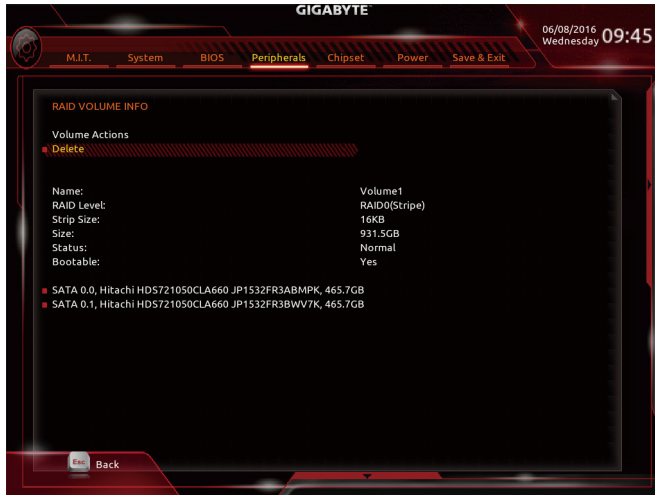 GIGABYTE™
06/08/2016 Wednesday 09:45
M.I.T. System BIOS Peripherals Chipset Power Save & Exit
RAID VOLUME INFO
Volume Actions
Delete
Name: Volume1
RAID Level: RAID0(Stripe)
Strip Size: 16KB
Size: 931.5GB
Status: Normal
Bootable: Yes
SATA 0.0, Hitachi HDS721050CLA660 JP1532FR3ABMPK, 465.7GB
SATA 0.1, Hitachi HDS721050CLA660 JP1532FR3BWV7K, 465.7GB
Esc Back